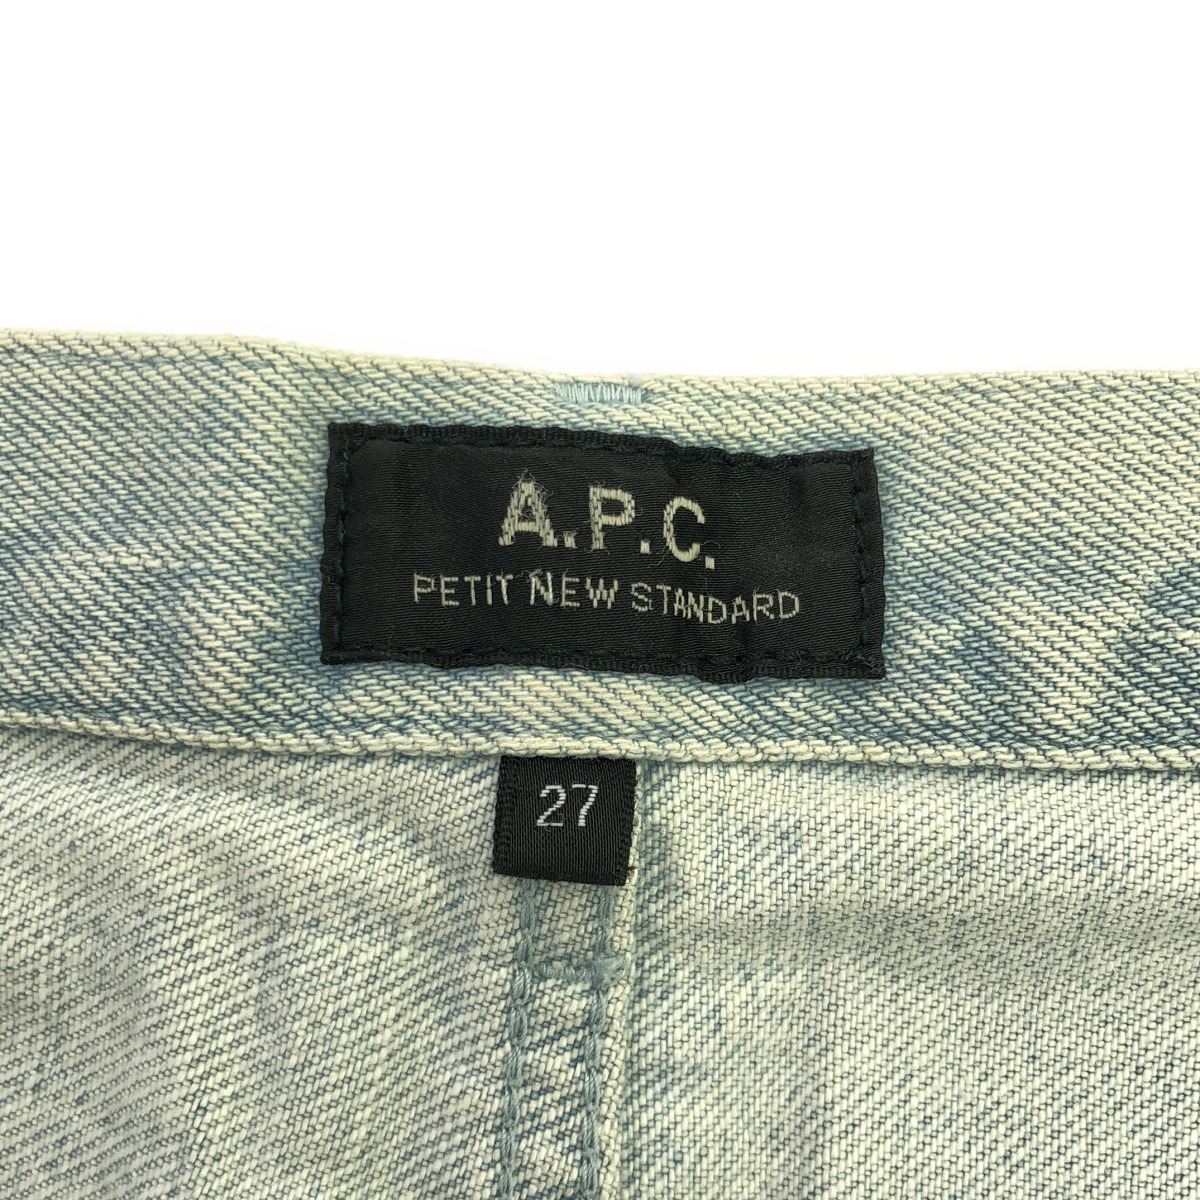 A.P.C.
PETIT NEW STANDARD
27